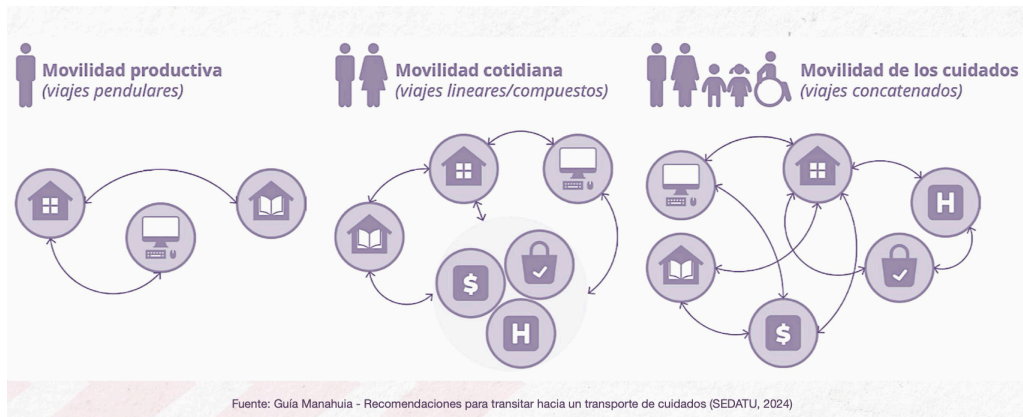 Movilidad productiva
(viajes pendulares)
Movilidad cotidiana
(viajes lineares/compuestos)
Movilidad de los cuidados
(viajes concatenados)
$
H
H
$
Fuente: Guía Manahuia - Recomendaciones para transitar hacia un transporte de cuidados (SEDATU, 2024)